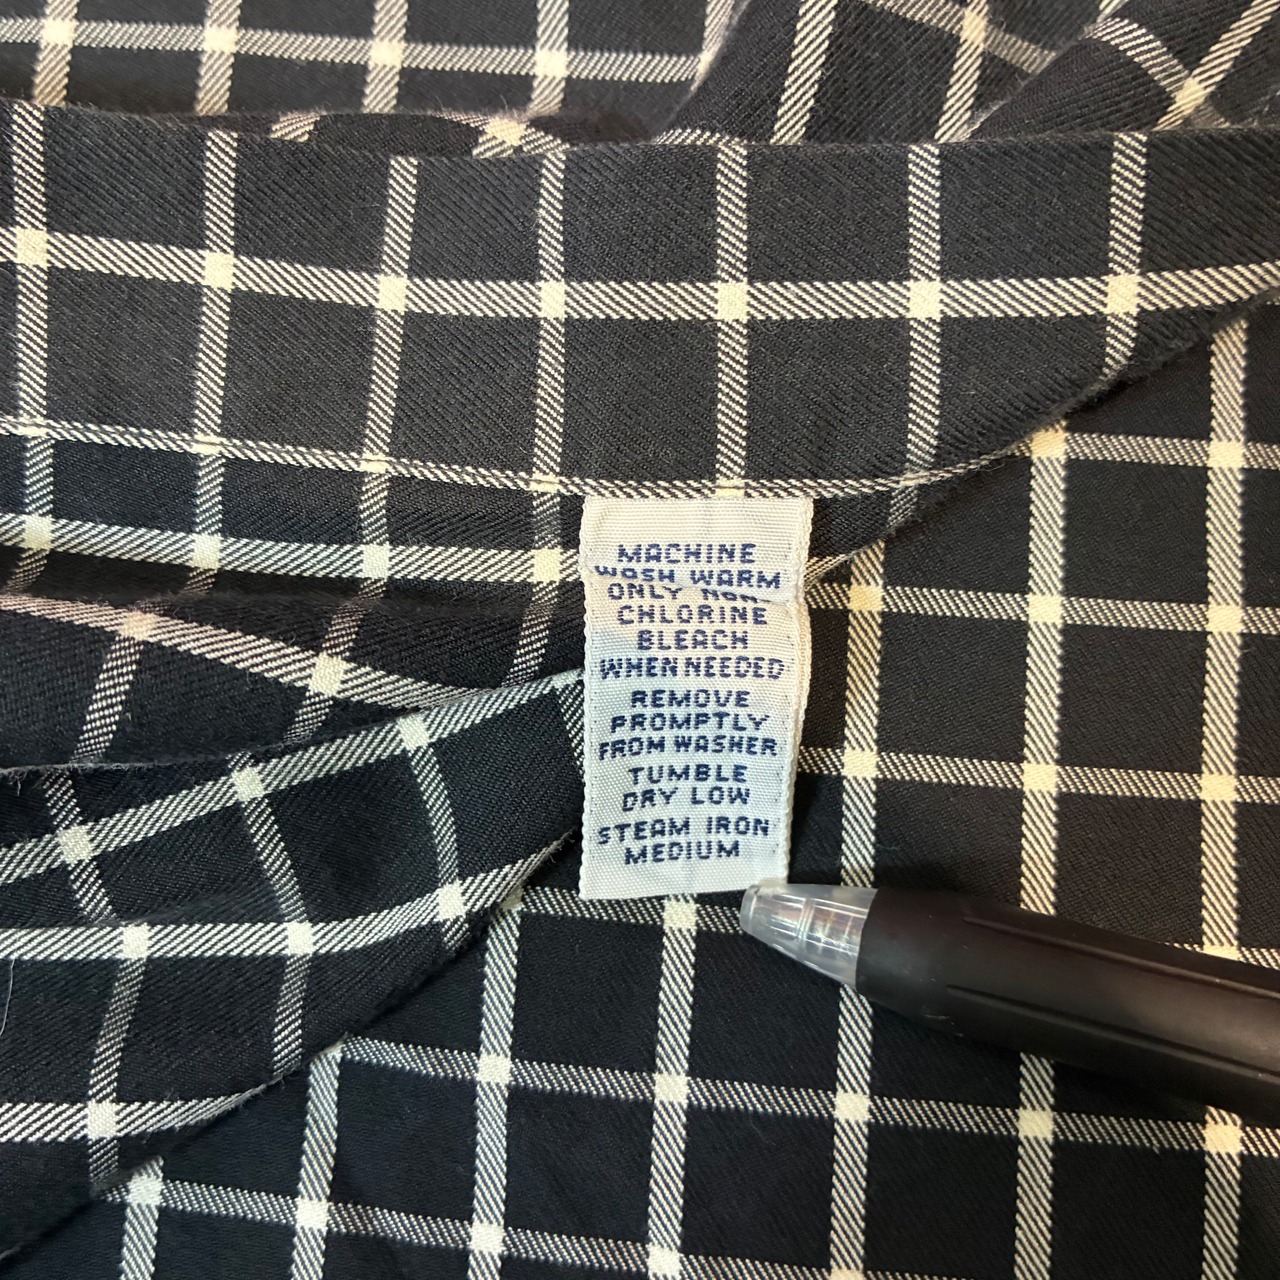 MACHINE
WASH WARM
ONLY NON
CHLORINE
BLEACH
WHEN NEEDED
REMOVE
PROMPTLY
FROM WASHER
TUMBLE
DRY LOW
STEAM IRON
MEDIUM